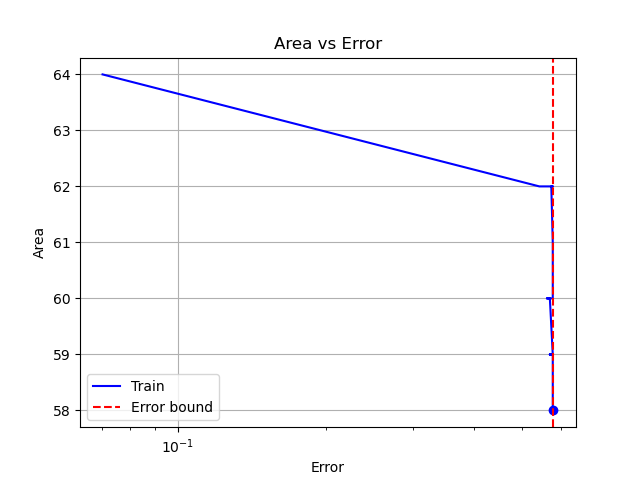 Area vs Error
Area
64
63
62
61
60
59
58
Train
Error bound
10⁻¹
Error